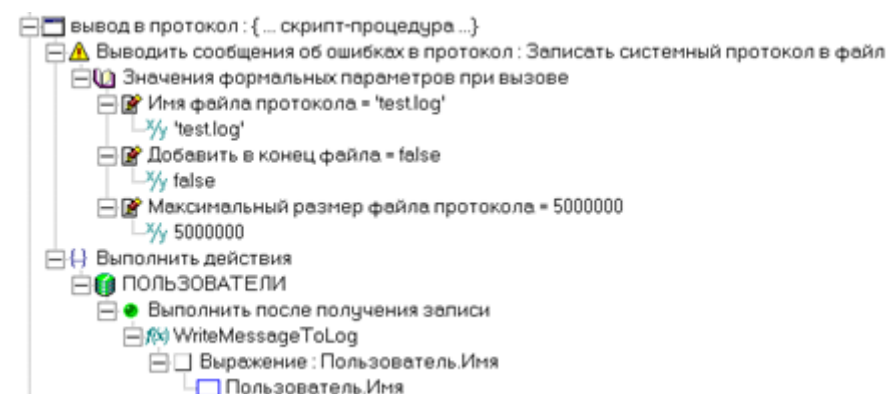 вывод в протокол : { ... скрипт-процедура ...}
Выводить сообщения об ошибках в протокол : Записать системный протокол в файл
Значения формальных параметров при вызове
Имя файла протокола = 'test.log'
x/y 'test.log'
Добавить в конец файла = false
x/y false
Максимальный размер файла протокола = 5000000
x/y 5000000
{-} Выполнить действия
ПОЛЬЗОВАТЕЛИ
Выполнить после получения записи
f(x) WriteMessageToLog
Выражение : Пользователь.Имя
Пользователь.Имя